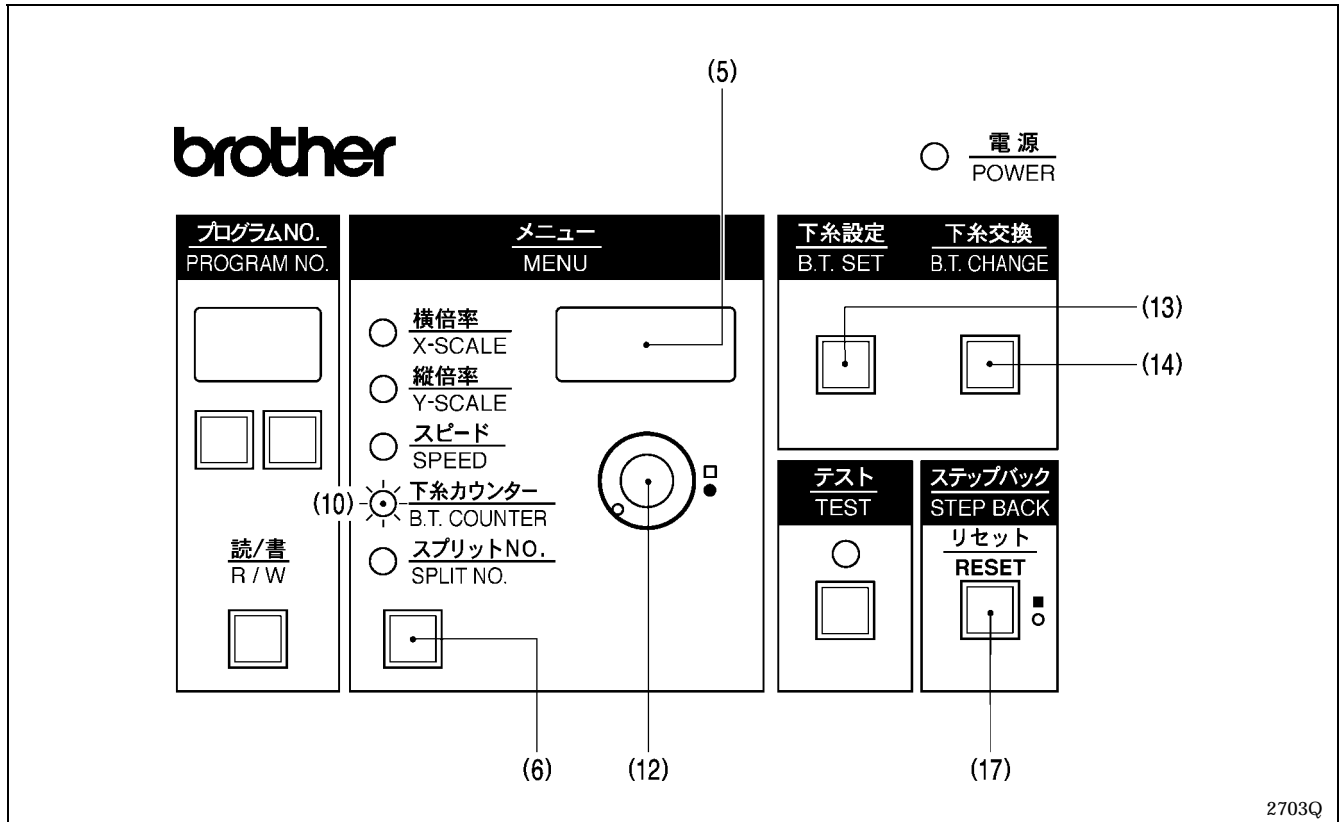 (5)
brother
電源
POWER
プログラムNO.
PROGRAM NO.
メニュー
MENU
下糸設定
B.T. SET
下糸交換
B.T. CHANGE
横倍率
X-SCALE
縦倍率
Y-SCALE
スピード
SPEED
(10)
下糸カウンター
B.T. COUNTER
スプリットNO.
SPLIT NO.
読/書
R / W
(13)
(14)
テスト
TEST
ステップバック
STEP BACK
リセット
RESET
(6)
(12)
(17)
2703Q